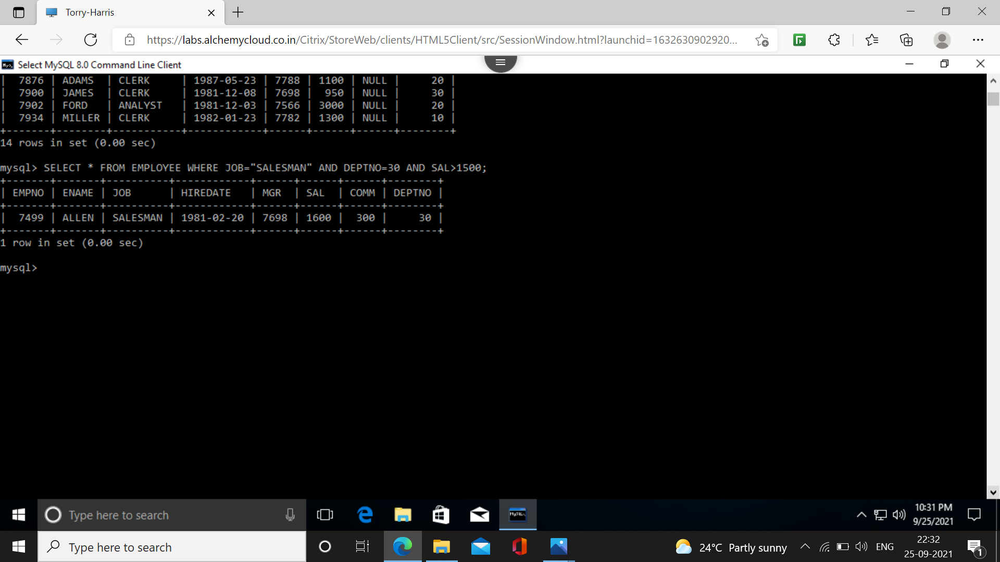 Torry-Harris
https://labs.alchemycloud.co.in/Citrix/StoreWeb/clients/HTML5Client/src/SessionWindow.html?launchid=1632630902920...
Select MySQL 8.0 Command Line Client
|  7876 | ADAMS  | CLERK     | 1987-05-23 | 7788 | 1100 | NULL |     20 |
|  7900 | JAMES  | CLERK     | 1981-12-08 | 7698 |  950 | NULL |     30 |
|  7902 | FORD   | ANALYST   | 1981-12-03 | 7566 | 3000 | NULL |     20 |
|  7934 | MILLER | CLERK     | 1982-01-23 | 7782 | 1300 | NULL |     10 |
+-------+--------+-----------+------------+------+------+------+--------+
14 rows in set (0.00 sec)
mysql> SELECT * FROM EMPLOYEE WHERE JOB="SALESMAN" AND DEPTNO=30 AND SAL>1500;
+-------+-------+----------+------------+------+------+------+--------+
| EMPNO | ENAME | JOB      | HIREDATE   | MGR  | SAL  | COMM | DEPTNO |
+-------+-------+----------+------------+------+------+------+--------+
|  7499 | ALLEN | SALESMAN | 1981-02-20 | 7698 | 1600 |  300 |     30 |
+-------+-------+----------+------------+------+------+------+--------+
1 row in set (0.00 sec)
mysql>
Type here to search
10:31 PM
9/25/2021
Type here to search
24°C Partly sunny
ENG
22:32
25-09-2021
1